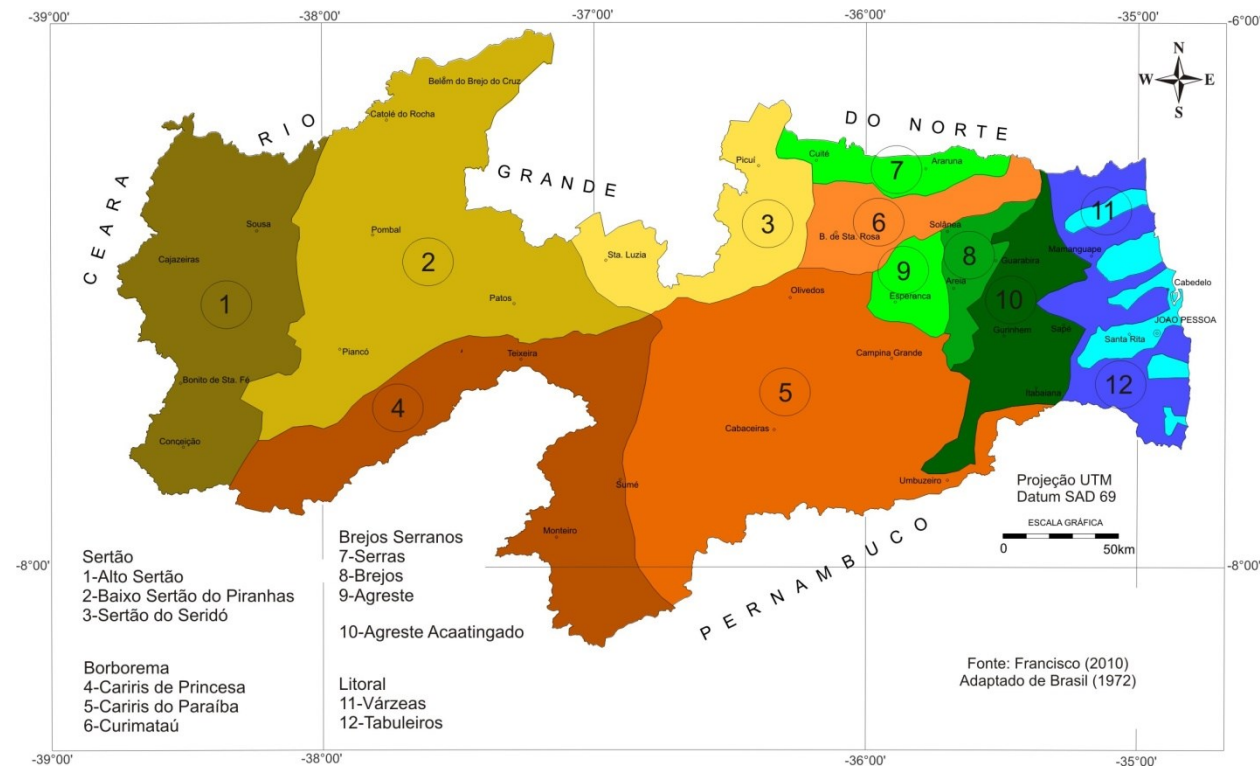 -39°00'
-38°00'
-37°00'
-36°00'
-35°00'
-6°00'
N
W E
S
CEARA
RIO
GRANDE
DO NORTE
PERNAMBUCO
Belém do Brejo do Cruz
Catolé do Rocha
Picuí
Cuité
Araruna
7
11
3
Sousa
Pombal
6
B. de Sta. Rosa
Solânea
8
Mamanguape
Cajazeiras
2
Sta. Luzia
9
Guarabira
Areia
Cabedelo
1
Patos
Olivedos
Esperenca
10
JOAO PESSOA
Gurinhem
Sapé
Santa Rita
Piancó
Teixeira
Campina Grande
Bonito de Sta. Fé
4
5
Itabaiana
12
Conceição
Cabaceiras
Sumé
Umbuzeiro
Monteiro
Projeção UTM
Datum SAD 69
ESCALA GRÁFICA
0 50km
-8°00'
-8°00'
Sertão
1-Alto Sertão
2-Baixo Sertão do Piranhas
3-Sertão do Seridó
Borborema
4-Cariris de Princesa
5-Cariris do Paraíba
6-Curimataú
Brejos Serranos
7-Serras
8-Brejos
9-Agreste
10-Agreste Acaatingado
Litoral
11-Várzeas
12-Tabuleiros
Fonte: Francisco (2010)
Adaptado de Brasil (1972)
-39°00'
-38°00'
-36°00'
-35°00'